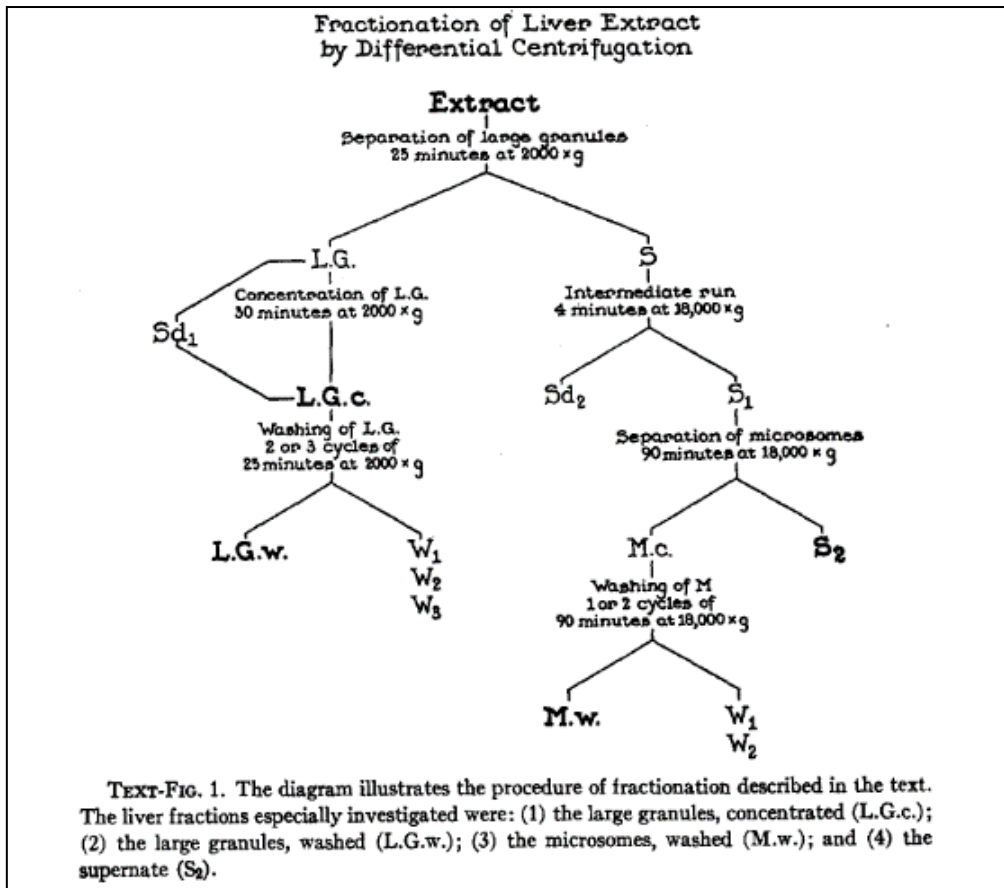 Fractionation of Liver Extract
by Differential Centrifugation
Extract
Separation of large granules
25 minutes at 2000 × g
L.G.
S
Concentration of L.G.
30 minutes at 2000 × g
Intermediate run
4 minutes at 18,000 × g
Sd₁
L.G.c.
Sd₂
S₁
Washing of L.G.
2 or 3 cycles of
25 minutes at 2000 × g
Separation of microsomes
90 minutes at 18,000 × g
L.G.w.
W₁
W₂
W₃
M.c.
S₂
Washing of M
1 or 2 cycles of
90 minutes at 18,000 × g
M.w.
W₁
W₂
TEXT-FIG. 1. The diagram illustrates the procedure of fractionation described in the text.
The liver fractions especially investigated were: (1) the large granules, concentrated (L.G.c.);
(2) the large granules, washed (L.G.w.); (3) the microsomes, washed (M.w.); and (4) the
supernate (S₂).